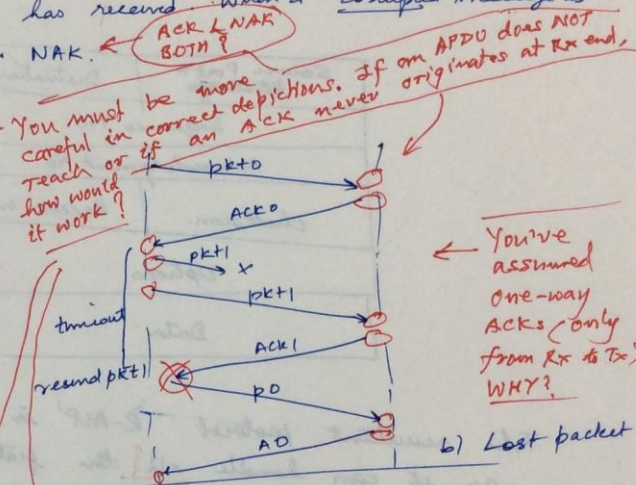 has received. When a
NAK.
ACK & NAK
BOTH?
You must be more
careful in correct depictions. If an APDU does NOT
reach or if an ACK never originates at Rx end,
how would
it work?
pkt0
ACK0
pkt1
x
pkt1
timiout
ACK1
resend pkt1
p0
A0
You've
assumed
one-way
ACKs (only
from Rx to Tx)
WHY?
b) Lost packet